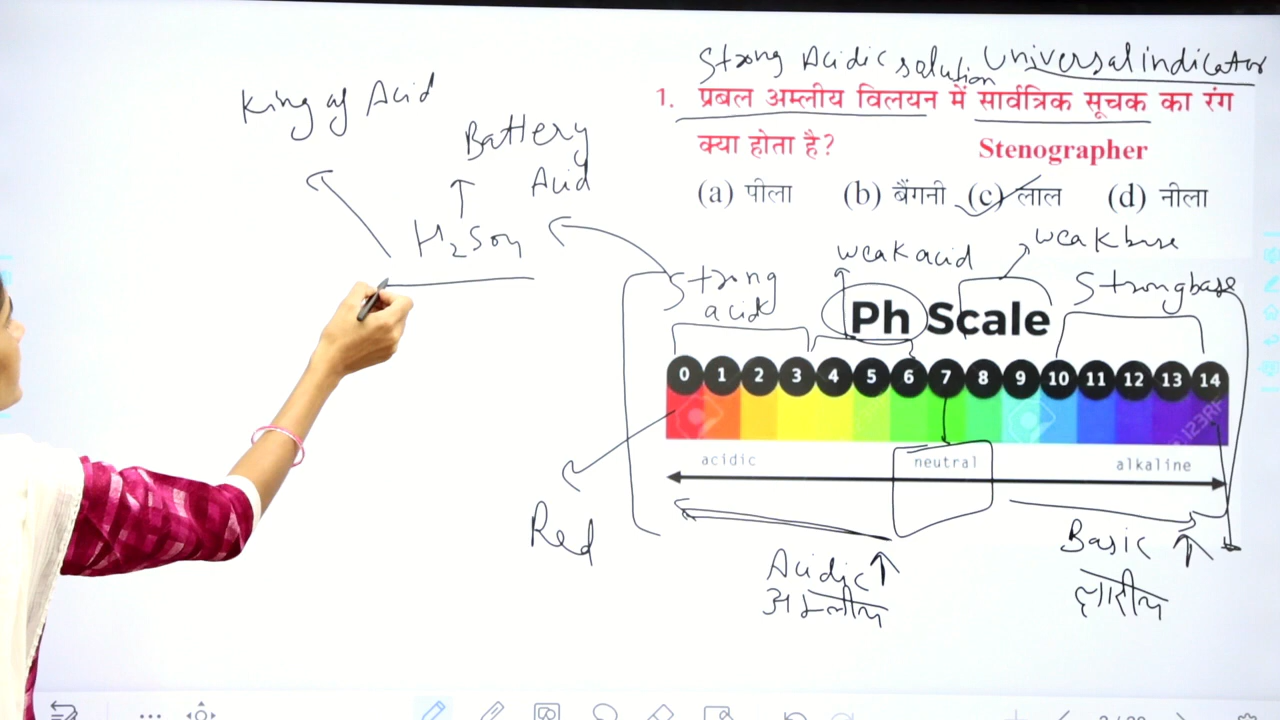 Strong Acidic solution Universal indicator
1. प्रबल अम्लीय विलयन में सार्वत्रिक सूचक का रंग
क्या होता है? Stenographer
(a) पीला (b) बैंगनी (c) लाल (d) नीला
King of Acid
Battery
Acid
H2So4
weak acid
weak base
Strong
acid
Strong base
Ph Scale
0 1 2 3 4 5 6 7 8 9 10 11 12 13 14
123RF
acidic neutral alkaline
Red
Acidic
अम्लीय
Basic
क्षारीय